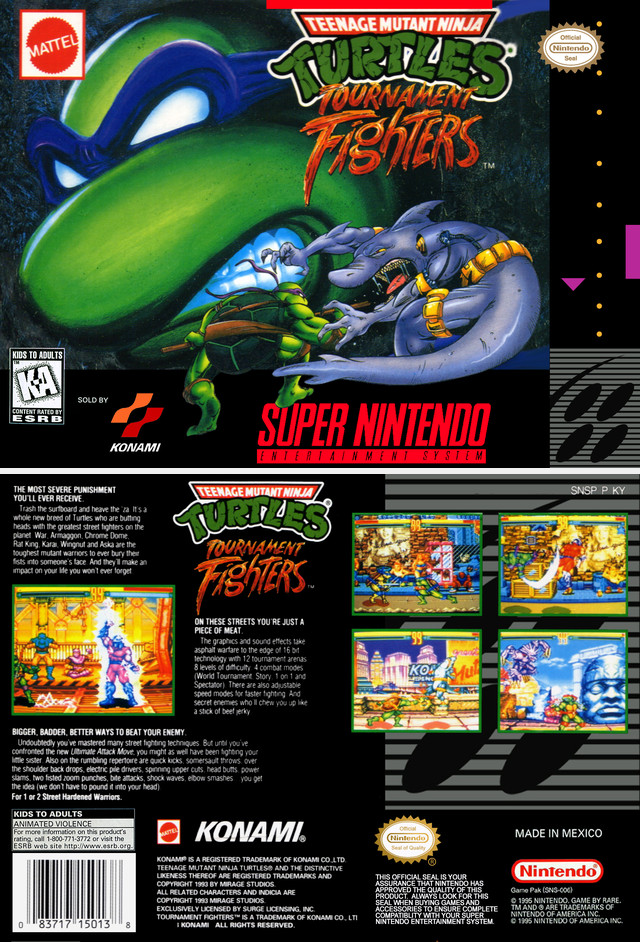 MATTEL
TEENAGE MUTANT NINJA
TURTLES
TOURNAMENT
FIGHTERS
TM
Official
Nintendo
Seal
KIDS TO ADULTS
KA
CONTENT RATED BY
ESRB
SOLD BY
KONAMI
SUPER NINTENDO
ENTERTAINMENT SYSTEM
THE MOST SEVERE PUNISHMENT
YOU'LL EVER RECEIVE.
Trash the surfboard and heave the 'za. It's a
whole new breed of Turtles who are butting
heads with the greatest street fighters on the
planet. War, Armaggon, Chrome Dome,
Rat King, Karai, Wingnut and Aska are the
toughest mutant warriors to ever bury their
fists into someone's face. And they'll make an
impact on your life you won't ever forget
TEENAGE MUTANT NINJA
TURTLES
TOURNAMENT
FIGHTERS
TM
ON THESE STREETS YOU'RE JUST A
PIECE OF MEAT.
The graphics and sound effects take
asphalt warfare to the edge of 16 bit
technology with 12 tournament arenas,
8 levels of difficulty, 4 combat modes
(World Tournament, Story, 1 on 1 and
Spectator). There are also adjustable
speed modes for faster fighting. And
secret enemies who'll chew you up like
a stick of beef jerky
SNSP P KY
99
KO
BIGGER, BADDER, BETTER WAYS TO BEAT YOUR ENEMY.
Undoubtedly you've mastered many street fighting techniques. But until you've
confronted the new Ultimate Attack Move, you might as well have been fighting your
little sister. Also on the rumbling repertoire are quick kicks, somersault throws, over
the shoulder back drops, electric pile drivers, spinning upper cuts, head butts, power
slams, two fisted zoom punches, bite attacks, shock waves, elbow smashes you get
the idea (we don't have to pound it into your head)
For 1 or 2 Street Hardened Warriors.
KIDS TO ADULTS
ANIMATED VIOLENCE
For more information on this product's
rating, call 1-800-771-3772 or visit the
ESRB web site http://www.esrb.org.
0 83717 15013 8
MATTEL
KONAMI®
KONAMI® IS A REGISTERED TRADEMARK OF KONAMI CO.,LTD.
TEENAGE MUTANT NINJA TURTLES® AND THE DISTINCTIVE
LIKENESS THEREOF ARE REGISTERED TRADEMARKS AND
COPYRIGHT 1993 BY MIRAGE STUDIOS.
ALL RELATED CHARACTERS AND INDICIA ARE
COPYRIGHT 1993 MIRAGE STUDIOS.
EXCLUSIVELY LICENSED BY SURGE LICENSING, INC.
TOURNAMENT FIGHTERS™ IS A TRADEMARK OF KONAMI CO., LTI
I KONAMI ALL RIGHTS RESERVED.
Official
Nintendo
Seal of Quality
®
THIS OFFICIAL SEAL IS YOUR
ASSURANCE THAT NINTENDO HAS
APPROVED THE QUALITY OF THIS
PRODUCT. ALWAYS LOOK FOR THIS
SEAL WHEN BUYING GAMES AND
ACCESSORIES TO ENSURE COMPLETE
COMPATIBILITY WITH YOUR SUPER
NINTENDO ENTERTAINMENT SYSTEM.
MADE IN MEXICO
Nintendo®
Game Pak (SNS-006)
© 1995 NINTENDO. GAME BY RARE.
TM AND ® ARE TRADEMARKS OF
NINTENDO OF AMERICA INC.
© 1995 NINTENDO OF AMERICA INC.